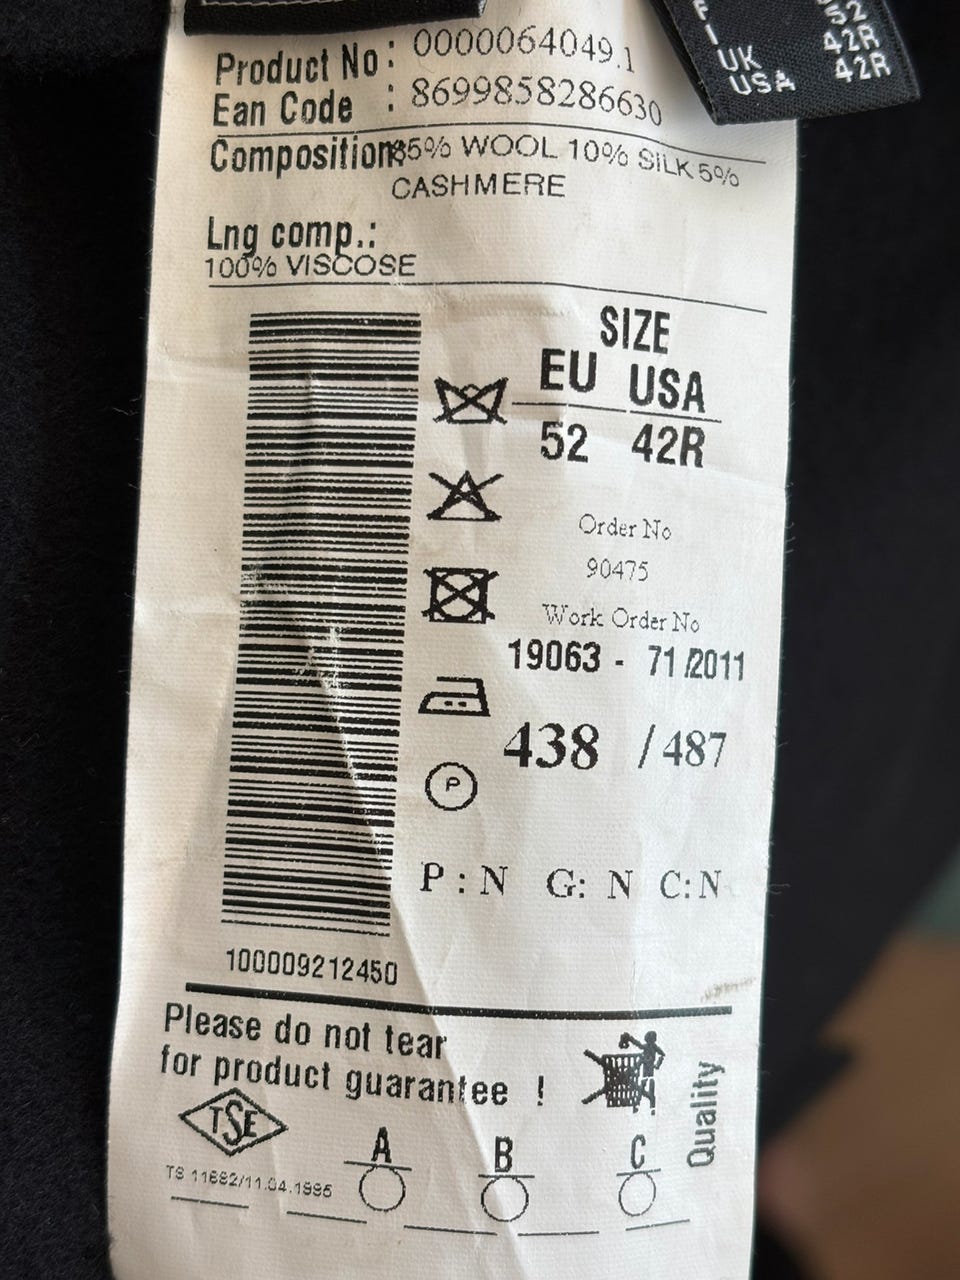 F
I
UK
USA
52
42R
42R
Product No : 0000064049.1
Ean Code : 8699858286630
Composition:85% WOOL 10% SILK 5%
CASHMERE
Lng comp.:
100% VISCOSE
SIZE
EU USA
52 42R
Order No
90475
Work Order No
19063 - 71/2011
438 /487
P
P : N G: N C:N
100009212450
Please do not tear
for product guarantee !
Quality
TSE
TS 11682/11.04.1995
A B C